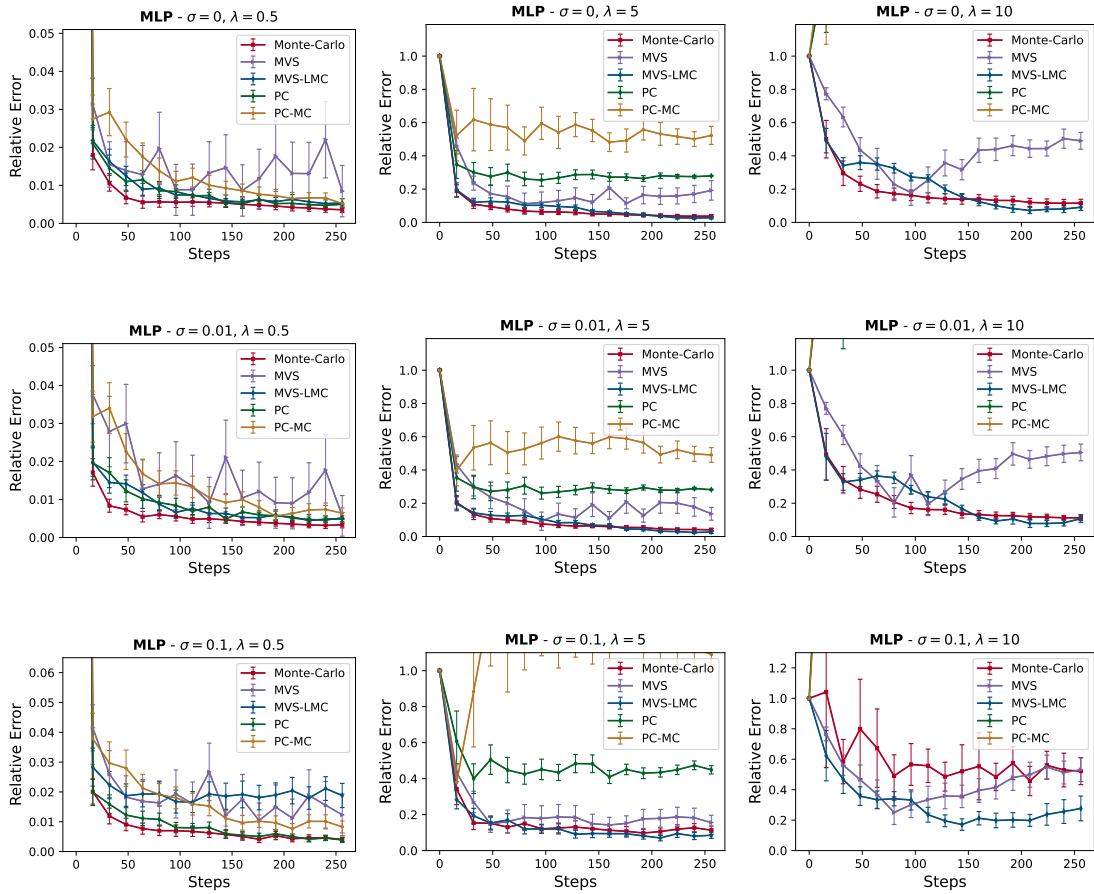 MLP - σ = 0, λ = 0.5
Relative Error
0.05
0.04
0.03
0.02
0.01
0.00
0 50 100 150 200 250
Steps
Monte-Carlo
MVS
MVS-LMC
PC
PC-MC
MLP - σ = 0, λ = 5
Relative Error
1.0
0.8
0.6
0.4
0.2
0.0
0 50 100 150 200 250
Steps
Monte-Carlo
MVS
MVS-LMC
PC
PC-MC
MLP - σ = 0, λ = 10
Relative Error
1.0
0.8
0.6
0.4
0.2
0.0
0 50 100 150 200 250
Steps
Monte-Carlo
MVS
MVS-LMC
PC
PC-MC
MLP - σ = 0.01, λ = 0.5
Relative Error
0.05
0.04
0.03
0.02
0.01
0.00
0 50 100 150 200 250
Steps
Monte-Carlo
MVS
MVS-LMC
PC
PC-MC
MLP - σ = 0.01, λ = 5
Relative Error
1.0
0.8
0.6
0.4
0.2
0.0
0 50 100 150 200 250
Steps
Monte-Carlo
MVS
MVS-LMC
PC
PC-MC
MLP - σ = 0.01, λ = 10
Relative Error
1.0
0.8
0.6
0.4
0.2
0.0
0 50 100 150 200 250
Steps
Monte-Carlo
MVS
MVS-LMC
PC
PC-MC
MLP - σ = 0.1, λ = 0.5
Relative Error
0.06
0.05
0.04
0.03
0.02
0.01
0.00
0 50 100 150 200 250
Steps
Monte-Carlo
MVS
MVS-LMC
PC
PC-MC
MLP - σ = 0.1, λ = 5
Relative Error
1.0
0.8
0.6
0.4
0.2
0.0
0 50 100 150 200 250
Steps
Monte-Carlo
MVS
MVS-LMC
PC
PC-MC
MLP - σ = 0.1, λ = 10
Relative Error
1.2
1.0
0.8
0.6
0.4
0.2
0.0
0 50 100 150 200 250
Steps
Monte-Carlo
MVS
MVS-LMC
PC
PC-MC